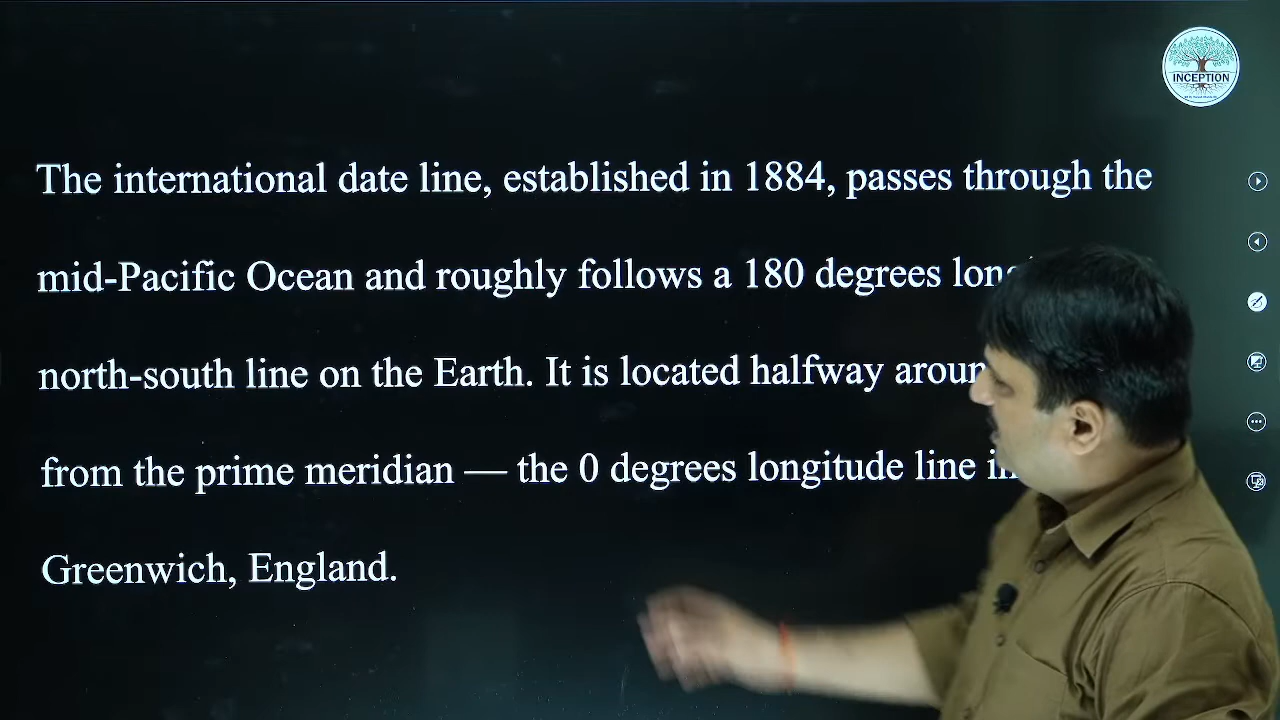 INCEPTION
The international date line, established in 1884, passes through the
mid-Pacific Ocean and roughly follows a 180 degrees
north-south line on the Earth. It is located halfway
from the prime meridian — the 0 degrees longitude line
Greenwich, England.